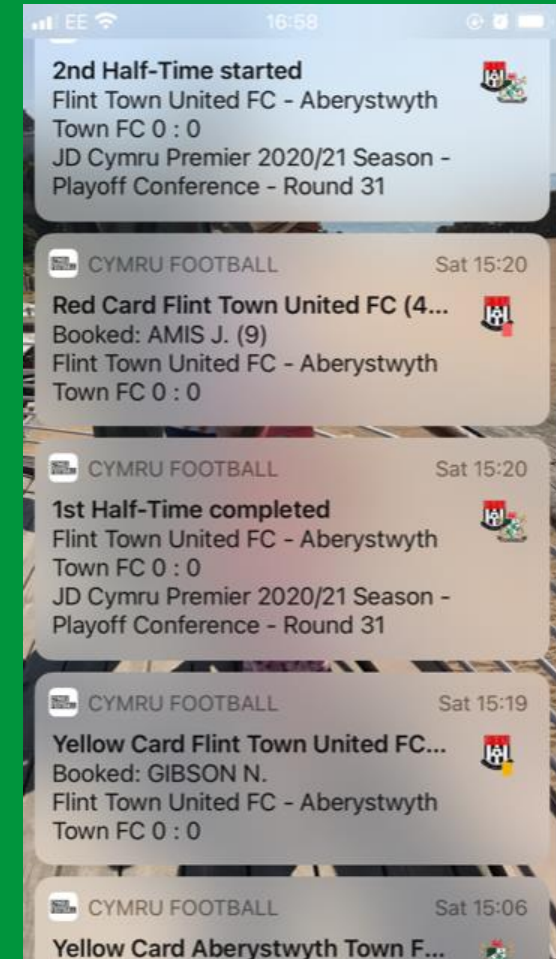 EE 16:58
2nd Half-Time started
Flint Town United FC - Aberystwyth
Town FC 0 : 0
JD Cymru Premier 2020/21 Season -
Playoff Conference - Round 31
CYMRU FOOTBALL Sat 15:20
Red Card Flint Town United FC (4...
Booked: AMIS J. (9)
Flint Town United FC - Aberystwyth
Town FC 0 : 0
CYMRU FOOTBALL Sat 15:20
1st Half-Time completed
Flint Town United FC - Aberystwyth
Town FC 0 : 0
JD Cymru Premier 2020/21 Season -
Playoff Conference - Round 31
CYMRU FOOTBALL Sat 15:19
Yellow Card Flint Town United FC...
Booked: GIBSON N.
Flint Town United FC - Aberystwyth
Town FC 0 : 0
CYMRU FOOTBALL Sat 15:06
Yellow Card Aberystwyth Town F...